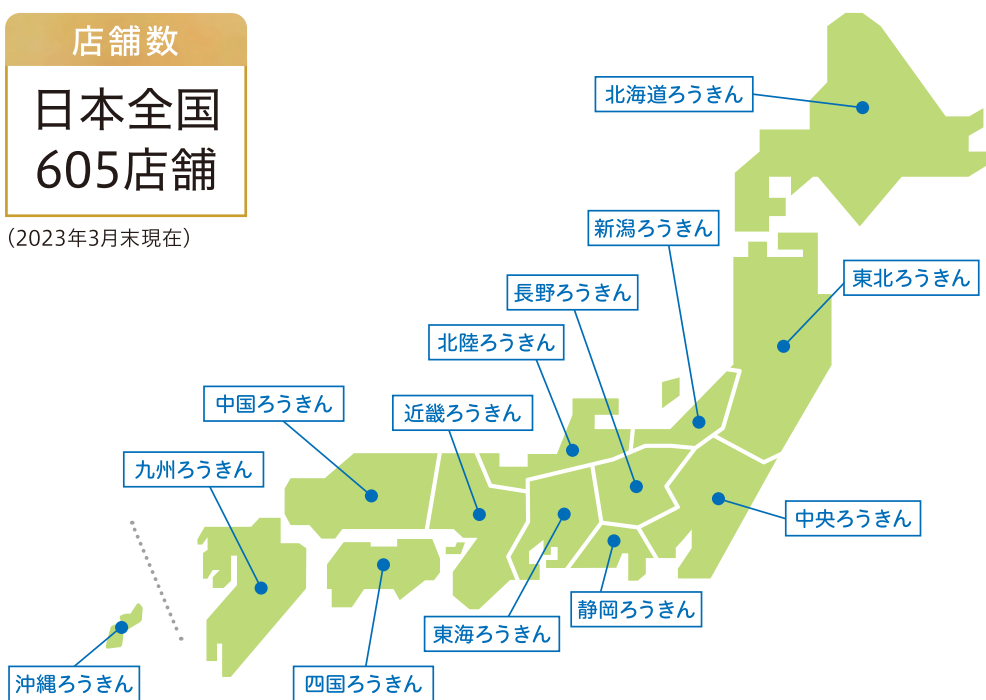 店舗数
日本全国
605店舗
（2023年3月末現在）
北海道ろうきん
新潟ろうきん
東北ろうきん
長野ろうきん
北陸ろうきん
中国ろうきん
近畿ろうきん
九州ろうきん
中央ろうきん
静岡ろうきん
東海ろうきん
沖縄ろうきん
四国ろうきん